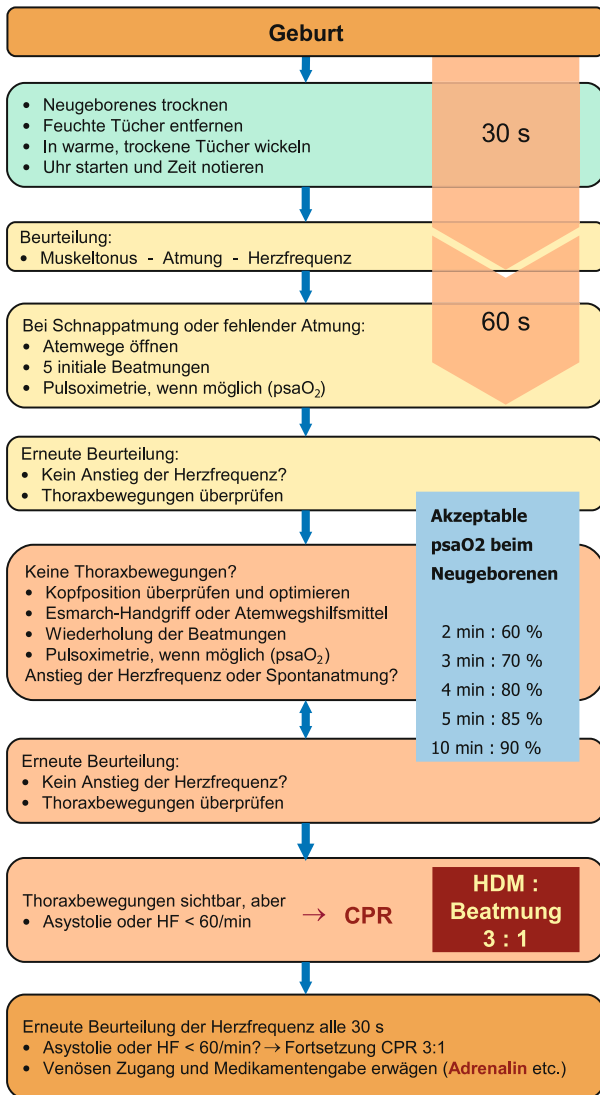 Geburt
• Neugeborenes trocknen
• Feuchte Tücher entfernen
• In warme, trockene Tücher wickeln
• Uhr starten und Zeit notieren
30 s
Beurteilung:
• Muskeltonus - Atmung - Herzfrequenz
Bei Schnappatmung oder fehlender Atmung:
• Atemwege öffnen
• 5 initiale Beatmungen
• Pulsoximetrie, wenn möglich (psaO₂)
60 s
Erneute Beurteilung:
• Kein Anstieg der Herzfrequenz?
• Thoraxbewegungen überprüfen
Keine Thoraxbewegungen?
• Kopfposition überprüfen und optimieren
• Esmarch-Handgriff oder Atemwegshilfsmittel
• Wiederholung der Beatmungen
• Pulsoximetrie, wenn möglich (psaO₂)
Anstieg der Herzfrequenz oder Spontanatmung?
Akzeptable
psaO2 beim
Neugeborenen
2 min : 60 %
3 min : 70 %
4 min : 80 %
5 min : 85 %
10 min : 90 %
Erneute Beurteilung:
• Kein Anstieg der Herzfrequenz?
• Thoraxbewegungen überprüfen
Thoraxbewegungen sichtbar, aber
• Asystolie oder HF < 60/min
→ CPR
HDM :
Beatmung
3 : 1
Erneute Beurteilung der Herzfrequenz alle 30 s
• Asystolie oder HF < 60/min? → Fortsetzung CPR 3:1
• Venösen Zugang und Medikamentengabe erwägen (Adrenalin etc.)